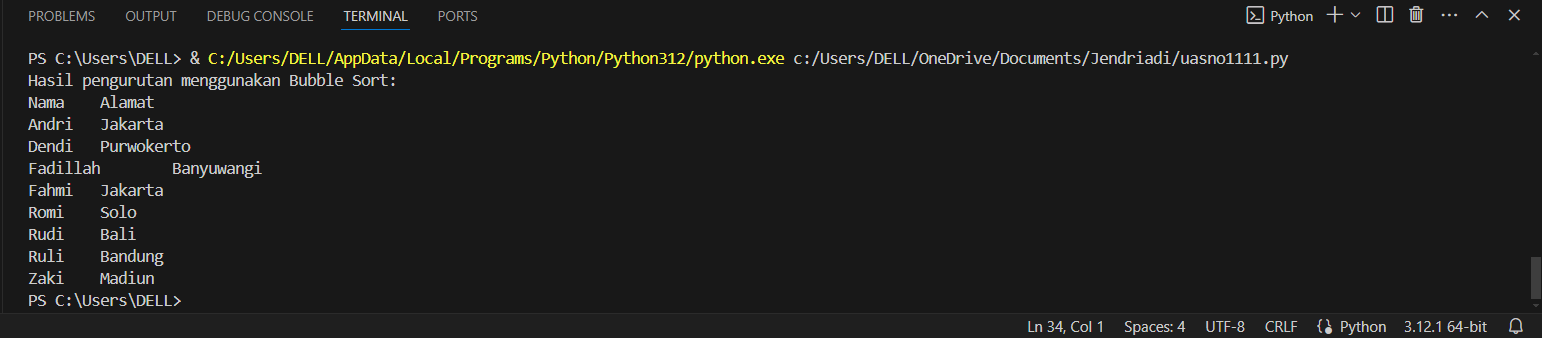 PROBLEMS OUTPUT DEBUG CONSOLE TERMINAL PORTS Python
PS C:\Users\DELL> & C:/Users/DELL/AppData/Local/Programs/Python/Python312/python.exe c:/Users/DELL/OneDrive/Documents/Jendriadi/uasno1111.py
Hasil pengurutan menggunakan Bubble Sort:
Nama Alamat
Andri Jakarta
Dendi Purwokerto
Fadillah Banyuwangi
Fahmi Jakarta
Romi Solo
Rudi Bali
Ruli Bandung
Zaki Madiun
PS C:\Users\DELL>
Ln 34, Col 1 Spaces: 4 UTF-8 CRLF Python 3.12.1 64-bit